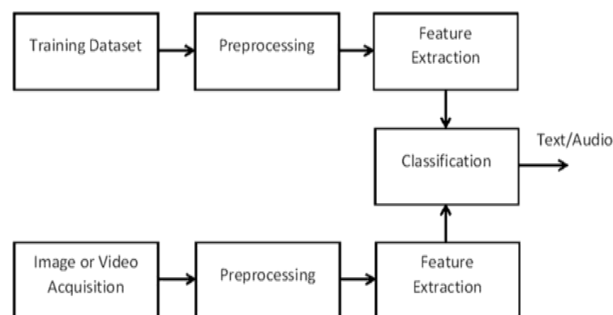 Training Dataset
Preprocessing
Feature
Extraction
Classification
Text/Audio
Image or Video
Acquisition
Preprocessing
Feature
Extraction